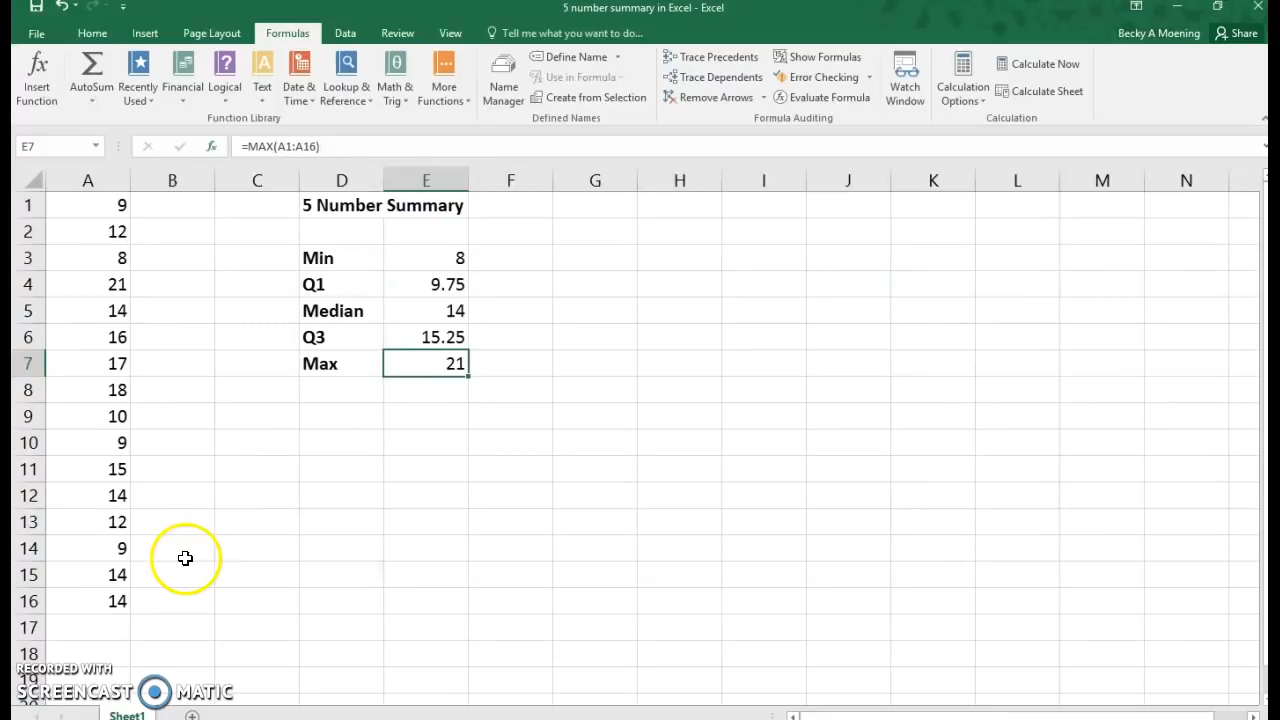 5 number summary in Excel - Excel
File Home Insert Page Layout Formulas Data Review View Tell me what you want to do... Becky A Moening Share
Insert Function
AutoSum
Recently Used
Financial
Logical
Text
Date & Time
Lookup & Reference
Math & Trig
More Functions
Function Library
Name Manager
Define Name
Use in Formula
Create from Selection
Defined Names
Trace Precedents
Trace Dependents
Remove Arrows
Show Formulas
Error Checking
Evaluate Formula
Formula Auditing
Watch Window
Calculation Options
Calculate Now
Calculate Sheet
Calculation
E7 fx =MAX(A1:A16)
A B C D E F G H I J K L M N
1 9 5 Number Summary
2 12
3 8 Min 8
4 21 Q1 9.75
5 14 Median 14
6 16 Q3 15.25
7 17 Max 21
8 18
9 10
10 9
11 15
12 14
13 12
14 9
15 14
16 14
17
18
19
RECORDED WITH
SCREENCAST MATIC
Sheet1